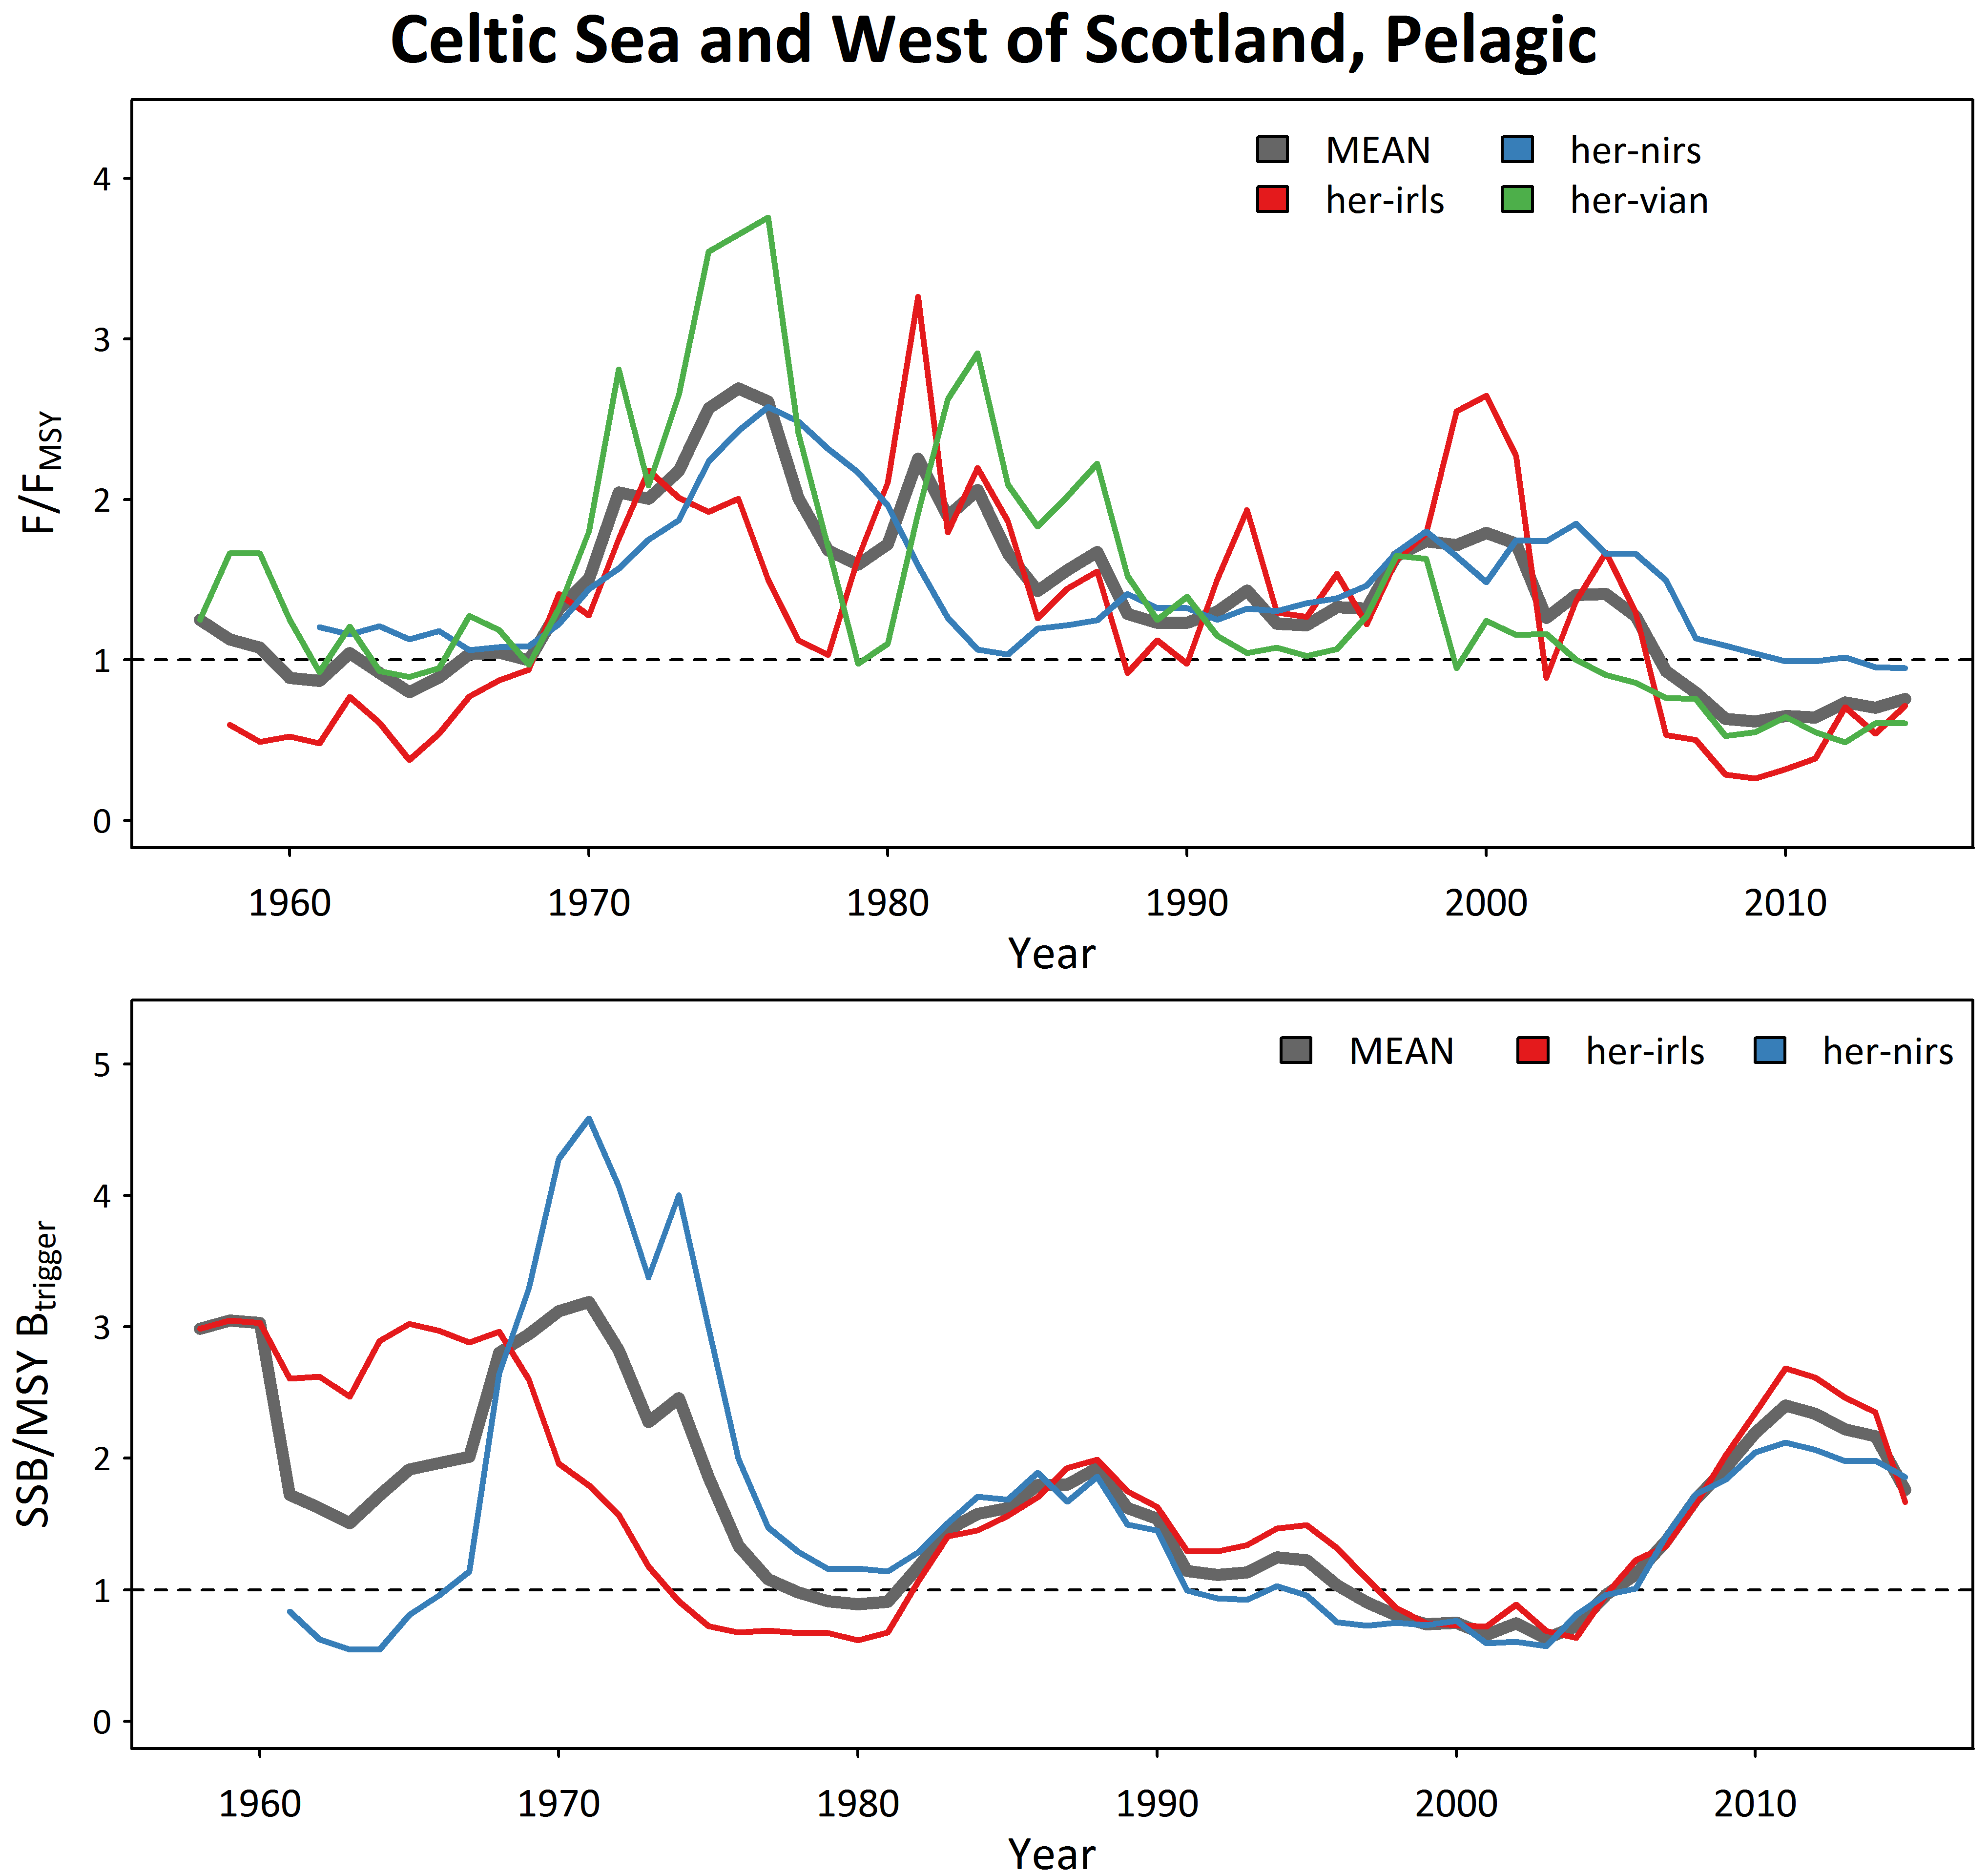 Celtic Sea and West of Scotland, Pelagic
MEAN her-nirs
her-irls her-vian
4
3
2
1
0
F/FMSY
1960 1970 1980 1990 2000 2010
Year
MEAN her-irls her-nirs
5
4
3
2
1
0
SSB/MSY Btrigger
1960 1970 1980 1990 2000 2010
Year